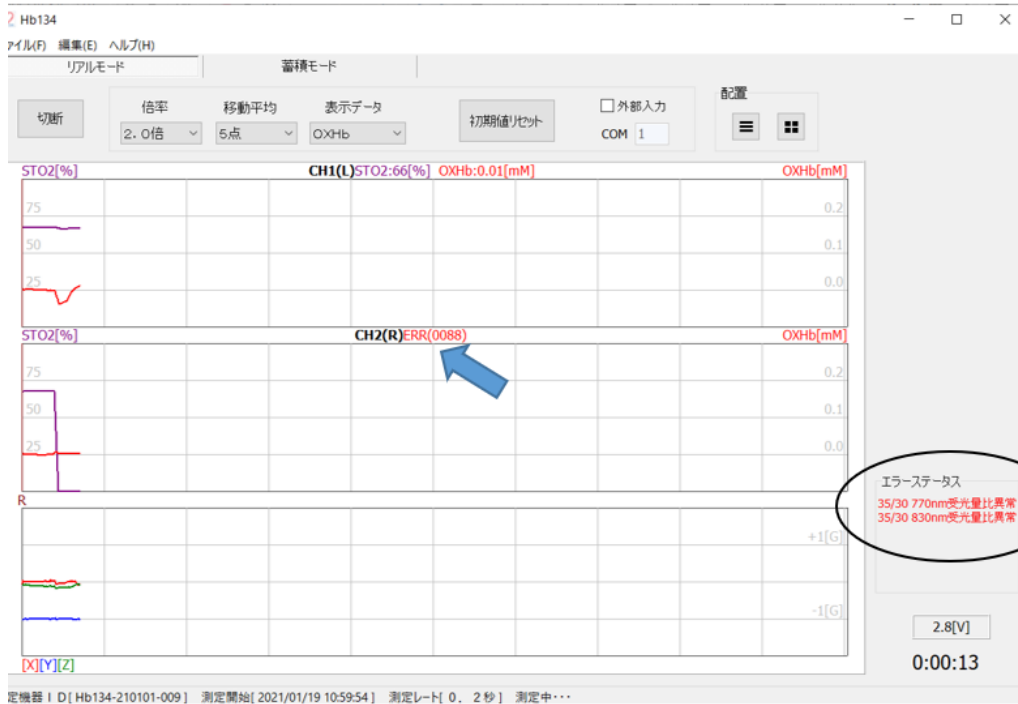 Hb134
ァイル(F) 編集(E) ヘルプ(H)
リアルモード 蓄積モード
切断 倍率 移動平均 表示データ 初期値リセット 外部入力 配置
2.0倍 5点 OXHb COM 1
STO2[%] CH1(L)STO2:66[%] OXHb:0.01[mM] OXHb[mM]
75 0.2
50 0.1
25 0.0
STO2[%] CH2(R)ERR(0088) OXHb[mM]
75 0.2
50 0.1
25 0.0
エラーステータス
35/30 770nm受光量比異常
35/30 830nm受光量比異常
R
+1[G]
-1[G]
2.8[V]
[X][Y][Z]
0:00:13
定機器ID[Hb134-210101-009] 測定開始[2021/01/19 10:59:54] 測定レート[0.2秒] 測定中・・・